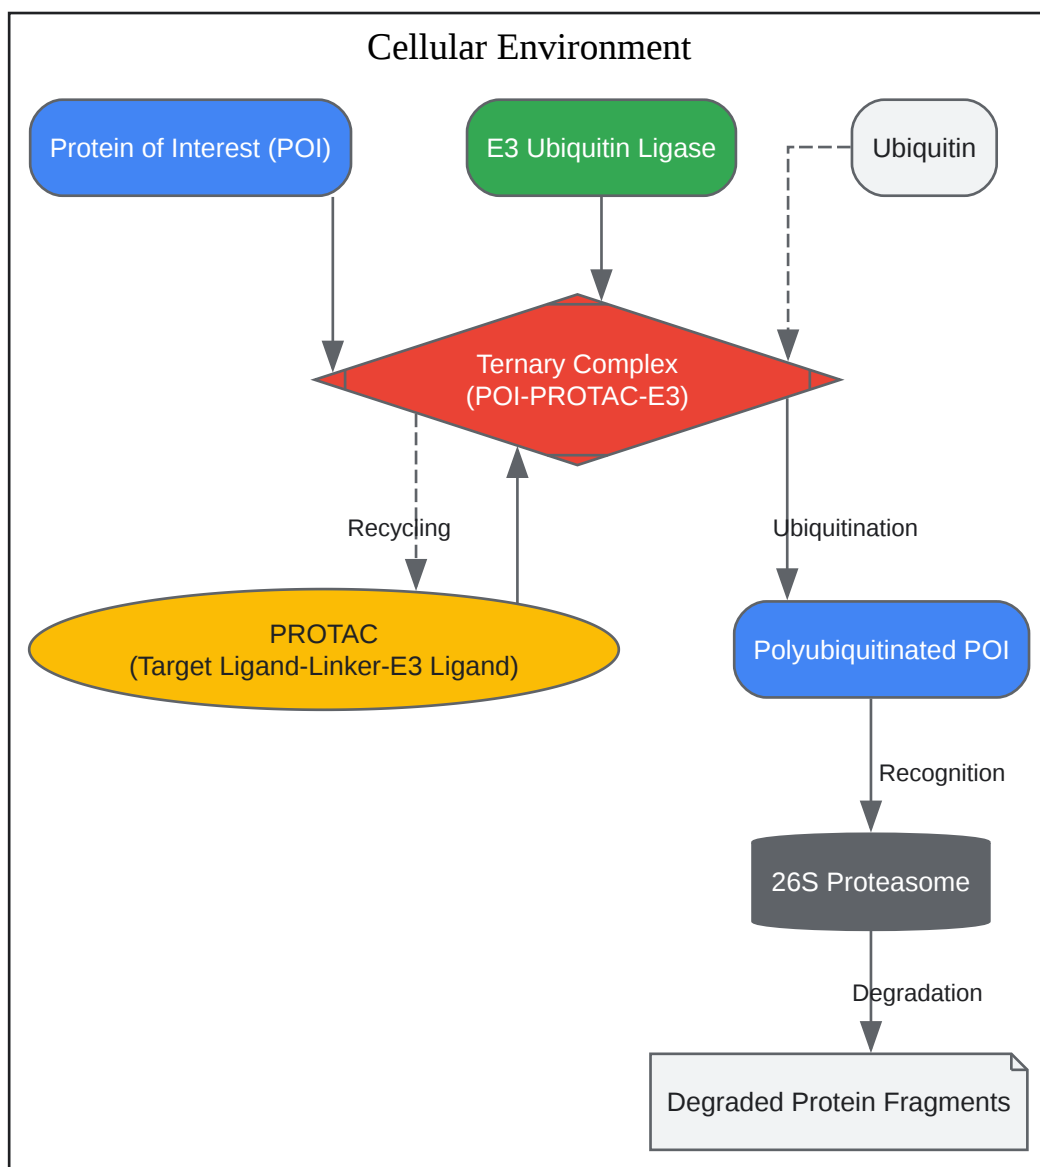 Cellular Environment
Protein of Interest (POI)
E3 Ubiquitin Ligase
Ubiquitin
Ternary Complex
(POI-PROTAC-E3)
Recycling
Ubiquitination
PROTAC
(Target Ligand-Linker-E3 Ligand)
Polyubiquitinated POI
Recognition
26S Proteasome
Degradation
Degraded Protein Fragments